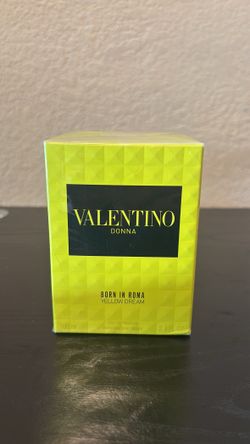 VALENTINO
DONNA
BORN IN ROMA
YELLOW DREAM